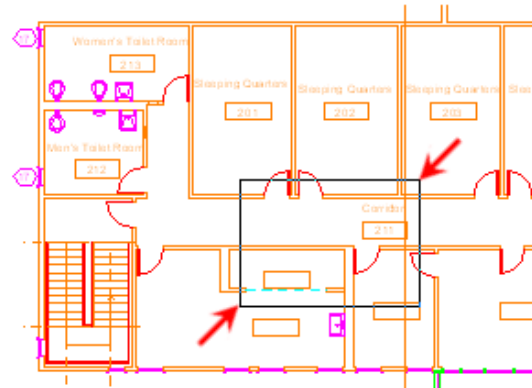 Women's Toilet Room
213
Sleeping Quarters
201
Sleeping Quarters
202
Sleeping Quarters
203
Men's Toilet Room
212
Corridor
211